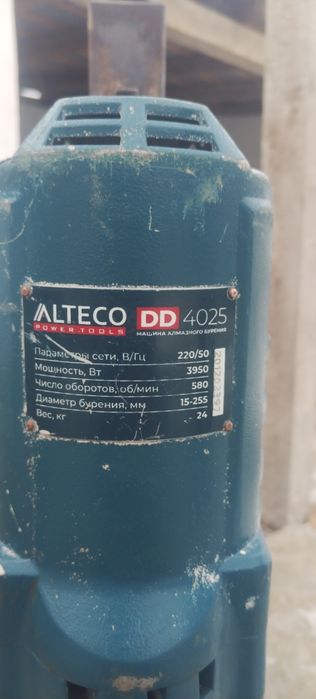 ALTECO DD 4025
POWER TOOLS МАШИНА АЛМАЗНОГО БУРЕНИЯ
Параметры сети, В/Гц 220/50
Мощность, Вт 3950
Число оборотов, об/мин 580
Диаметр бурения, мм 15-255
Вес, кг 24